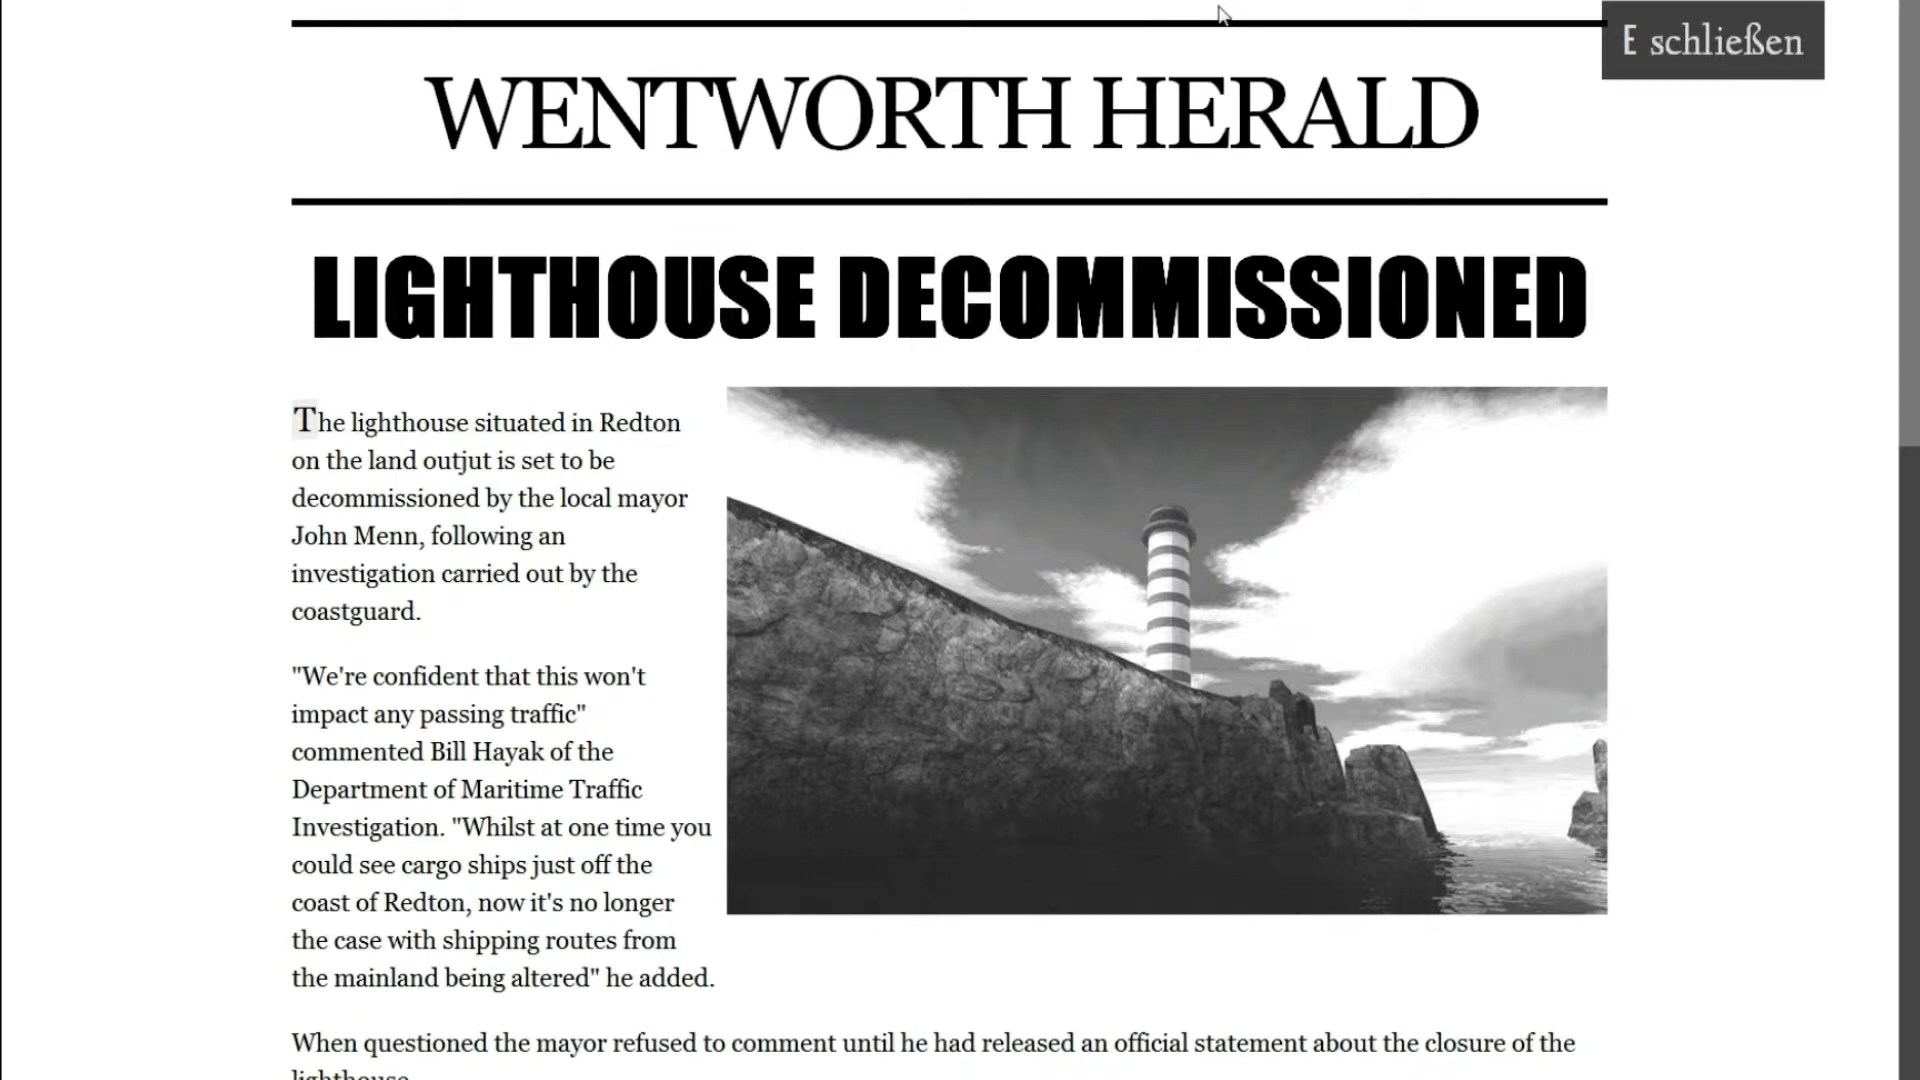 E schließen
WENTWORTH HERALD
LIGHTHOUSE DECOMMISSIONED
The lighthouse situated in Redton
on the land outjut is set to be
decommissioned by the local mayor
John Menn, following an
investigation carried out by the
coastguard.
"We're confident that this won't
impact any passing traffic"
commented Bill Hayak of the
Department of Maritime Traffic
Investigation. "Whilst at one time you
could see cargo ships just off the
coast of Redton, now it's no longer
the case with shipping routes from
the mainland being altered" he added.
When questioned the mayor refused to comment until he had released an official statement about the closure of the
lighthouse.